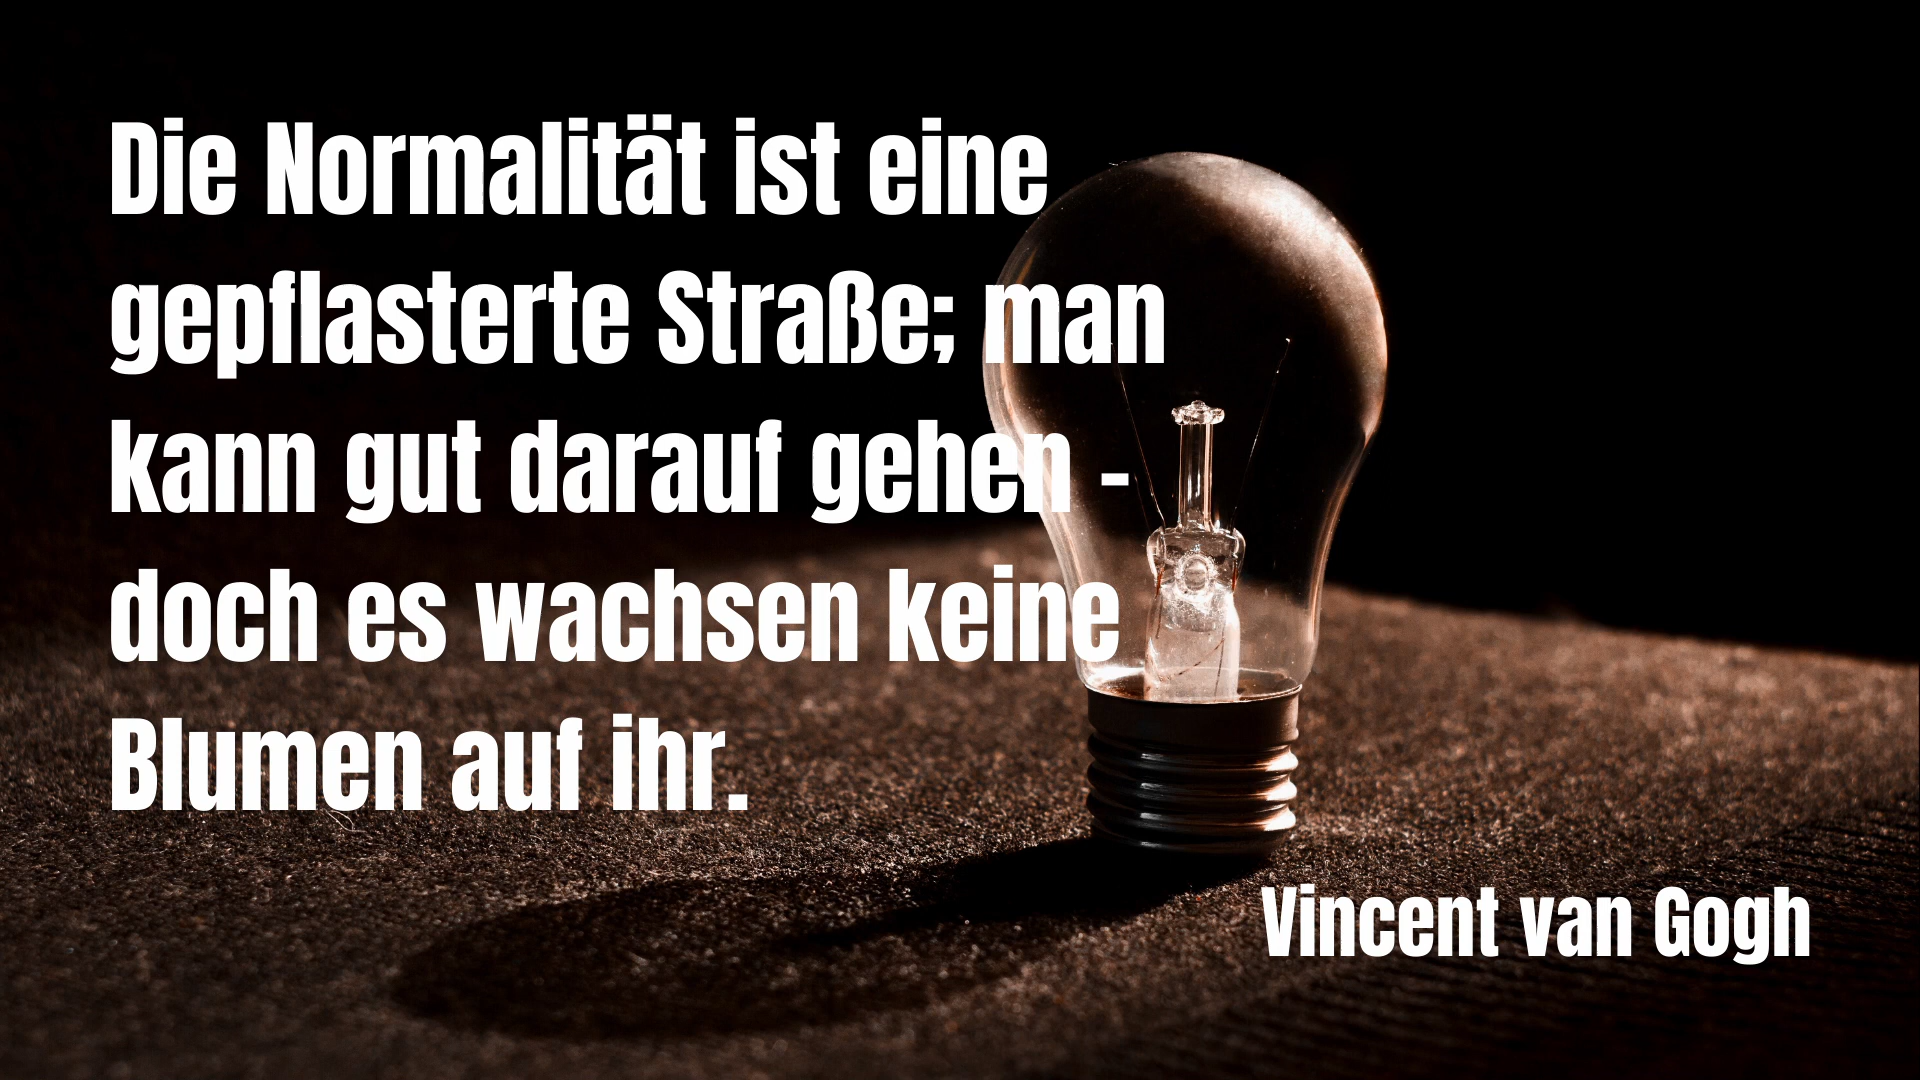 Die Normalität ist eine
gepflasterte Straße; man
kann gut darauf gehen -
doch es wachsen keine
Blumen auf ihr.
Vincent van Gogh